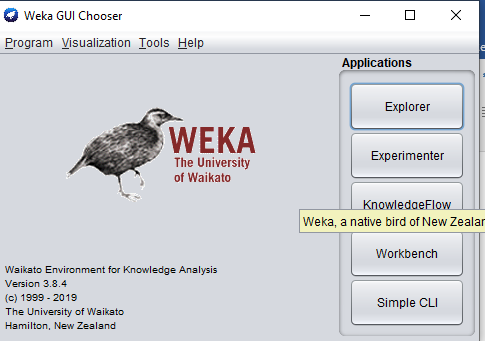 Weka GUI Chooser
Program Visualization Tools Help
Applications
WEKA
The University
of Waikato
Explorer
Experimenter
KnowledgeFlow
Weka, a native bird of New Zealan
Workbench
Simple CLI
Waikato Environment for Knowledge Analysis
Version 3.8.4
(c) 1999 - 2019
The University of Waikato
Hamilton, New Zealand